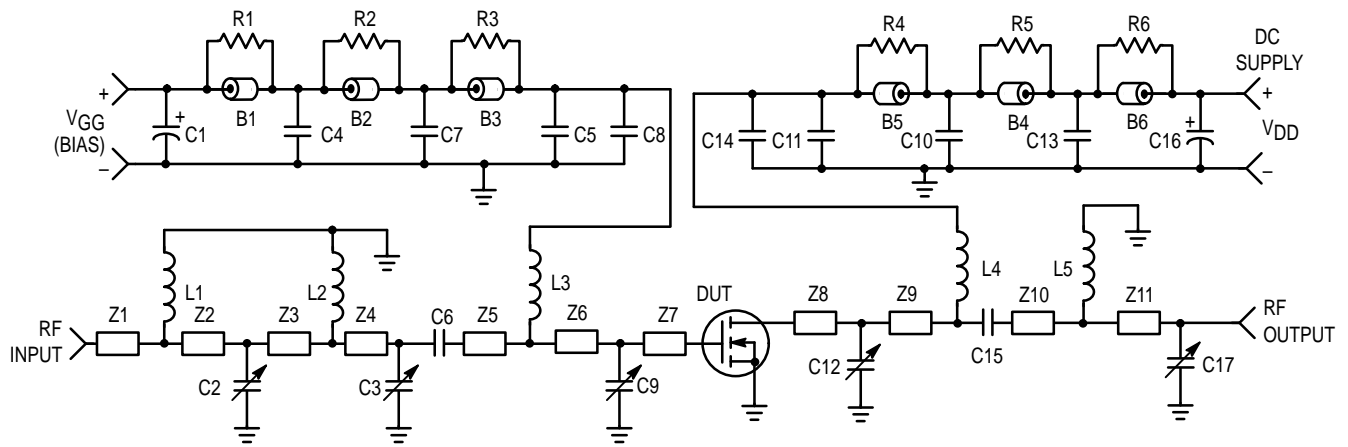 R1 R2 R3 R4 R5 R6 DC
SUPPLY
+ +
VGG
(BIAS)
C1 + B1 C4 B2 C7 B3 C5 C8
C14 C11 B5 C10 B4 C13 B6 C16 + VDD
– –
RF
INPUT
Z1 L1 Z2 Z3 L2 Z4 C6 Z5 L3 Z6 Z7 DUT Z8 Z9 L4 Z10 L5 Z11
RF
OUTPUT
C2 C3 C9 C12 C15 C17